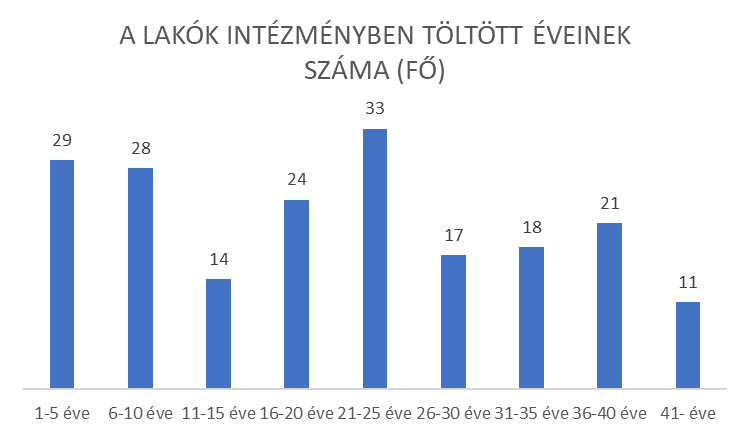 A LAKÓK INTÉZMÉNYBEN TÖLTÖTT ÉVEINEK
SZÁMA (FŐ)
29
28
14
24
33
17
18
21
11
1-5 éve
6-10 éve
11-15 éve
16-20 éve
21-25 éve
26-30 éve
31-35 éve
36-40 éve
41- éve